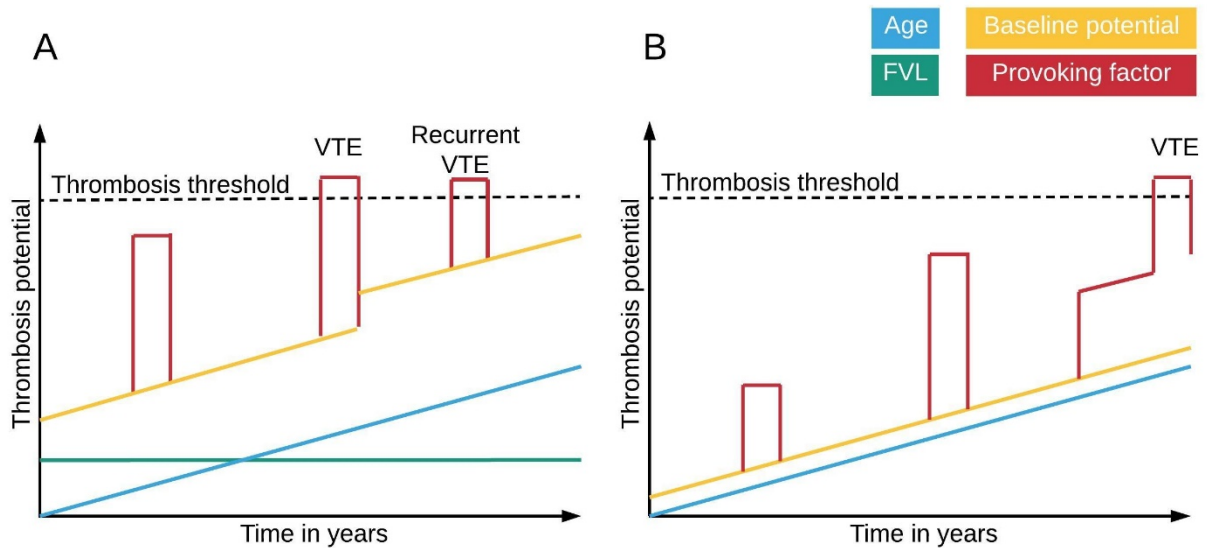 A
B
Age
Baseline potential
FVL
Provoking factor
VTE
Recurrent
VTE
Thrombosis threshold
Thrombosis potential
Time in years
VTE
Thrombosis threshold
Thrombosis potential
Time in years